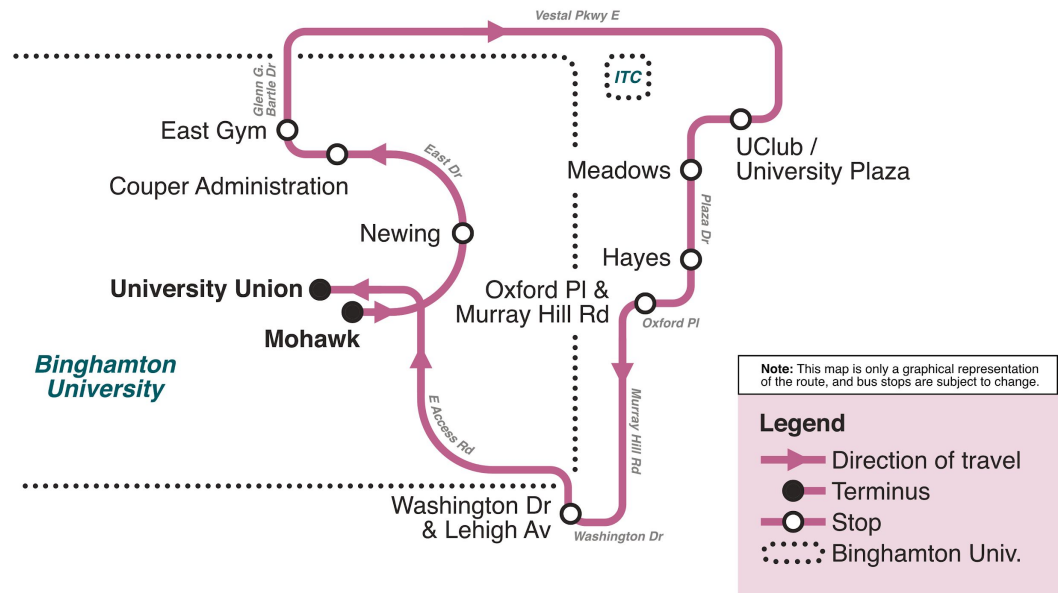 Vestal Pkwy E
Glenn G.
Bartle Dr
ITC
East Gym
Couper Administration
East Dr
UClub /
University Plaza
Meadows
Plaza Dr
Newing
Hayes
University Union
Mohawk
Oxford Pl &
Murray Hill Rd
Oxford Pl
Binghamton
University
E Access Rd
Murray Hill Rd
Washington Dr
& Lehigh Av
Washington Dr
Note: This map is only a graphical representation
of the route, and bus stops are subject to change.
Legend
Direction of travel
Terminus
Stop
Binghamton Univ.